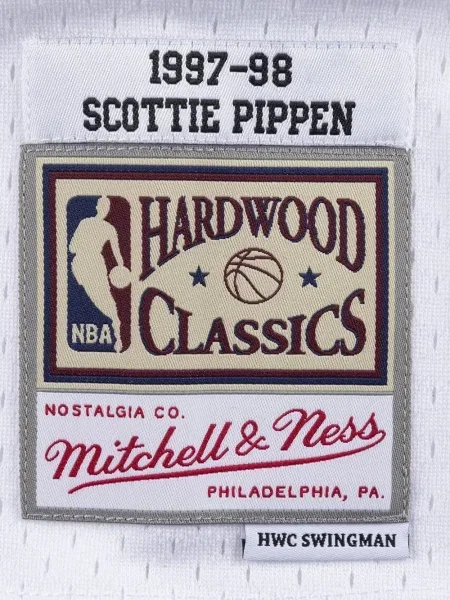 1997-98
SCOTTIE PIPPEN
HARDWOOD
NBA
CLASSICS
NOSTALGIA CO.
Mitchell & Ness
PHILADELPHIA, PA.
HWC SWINGMAN